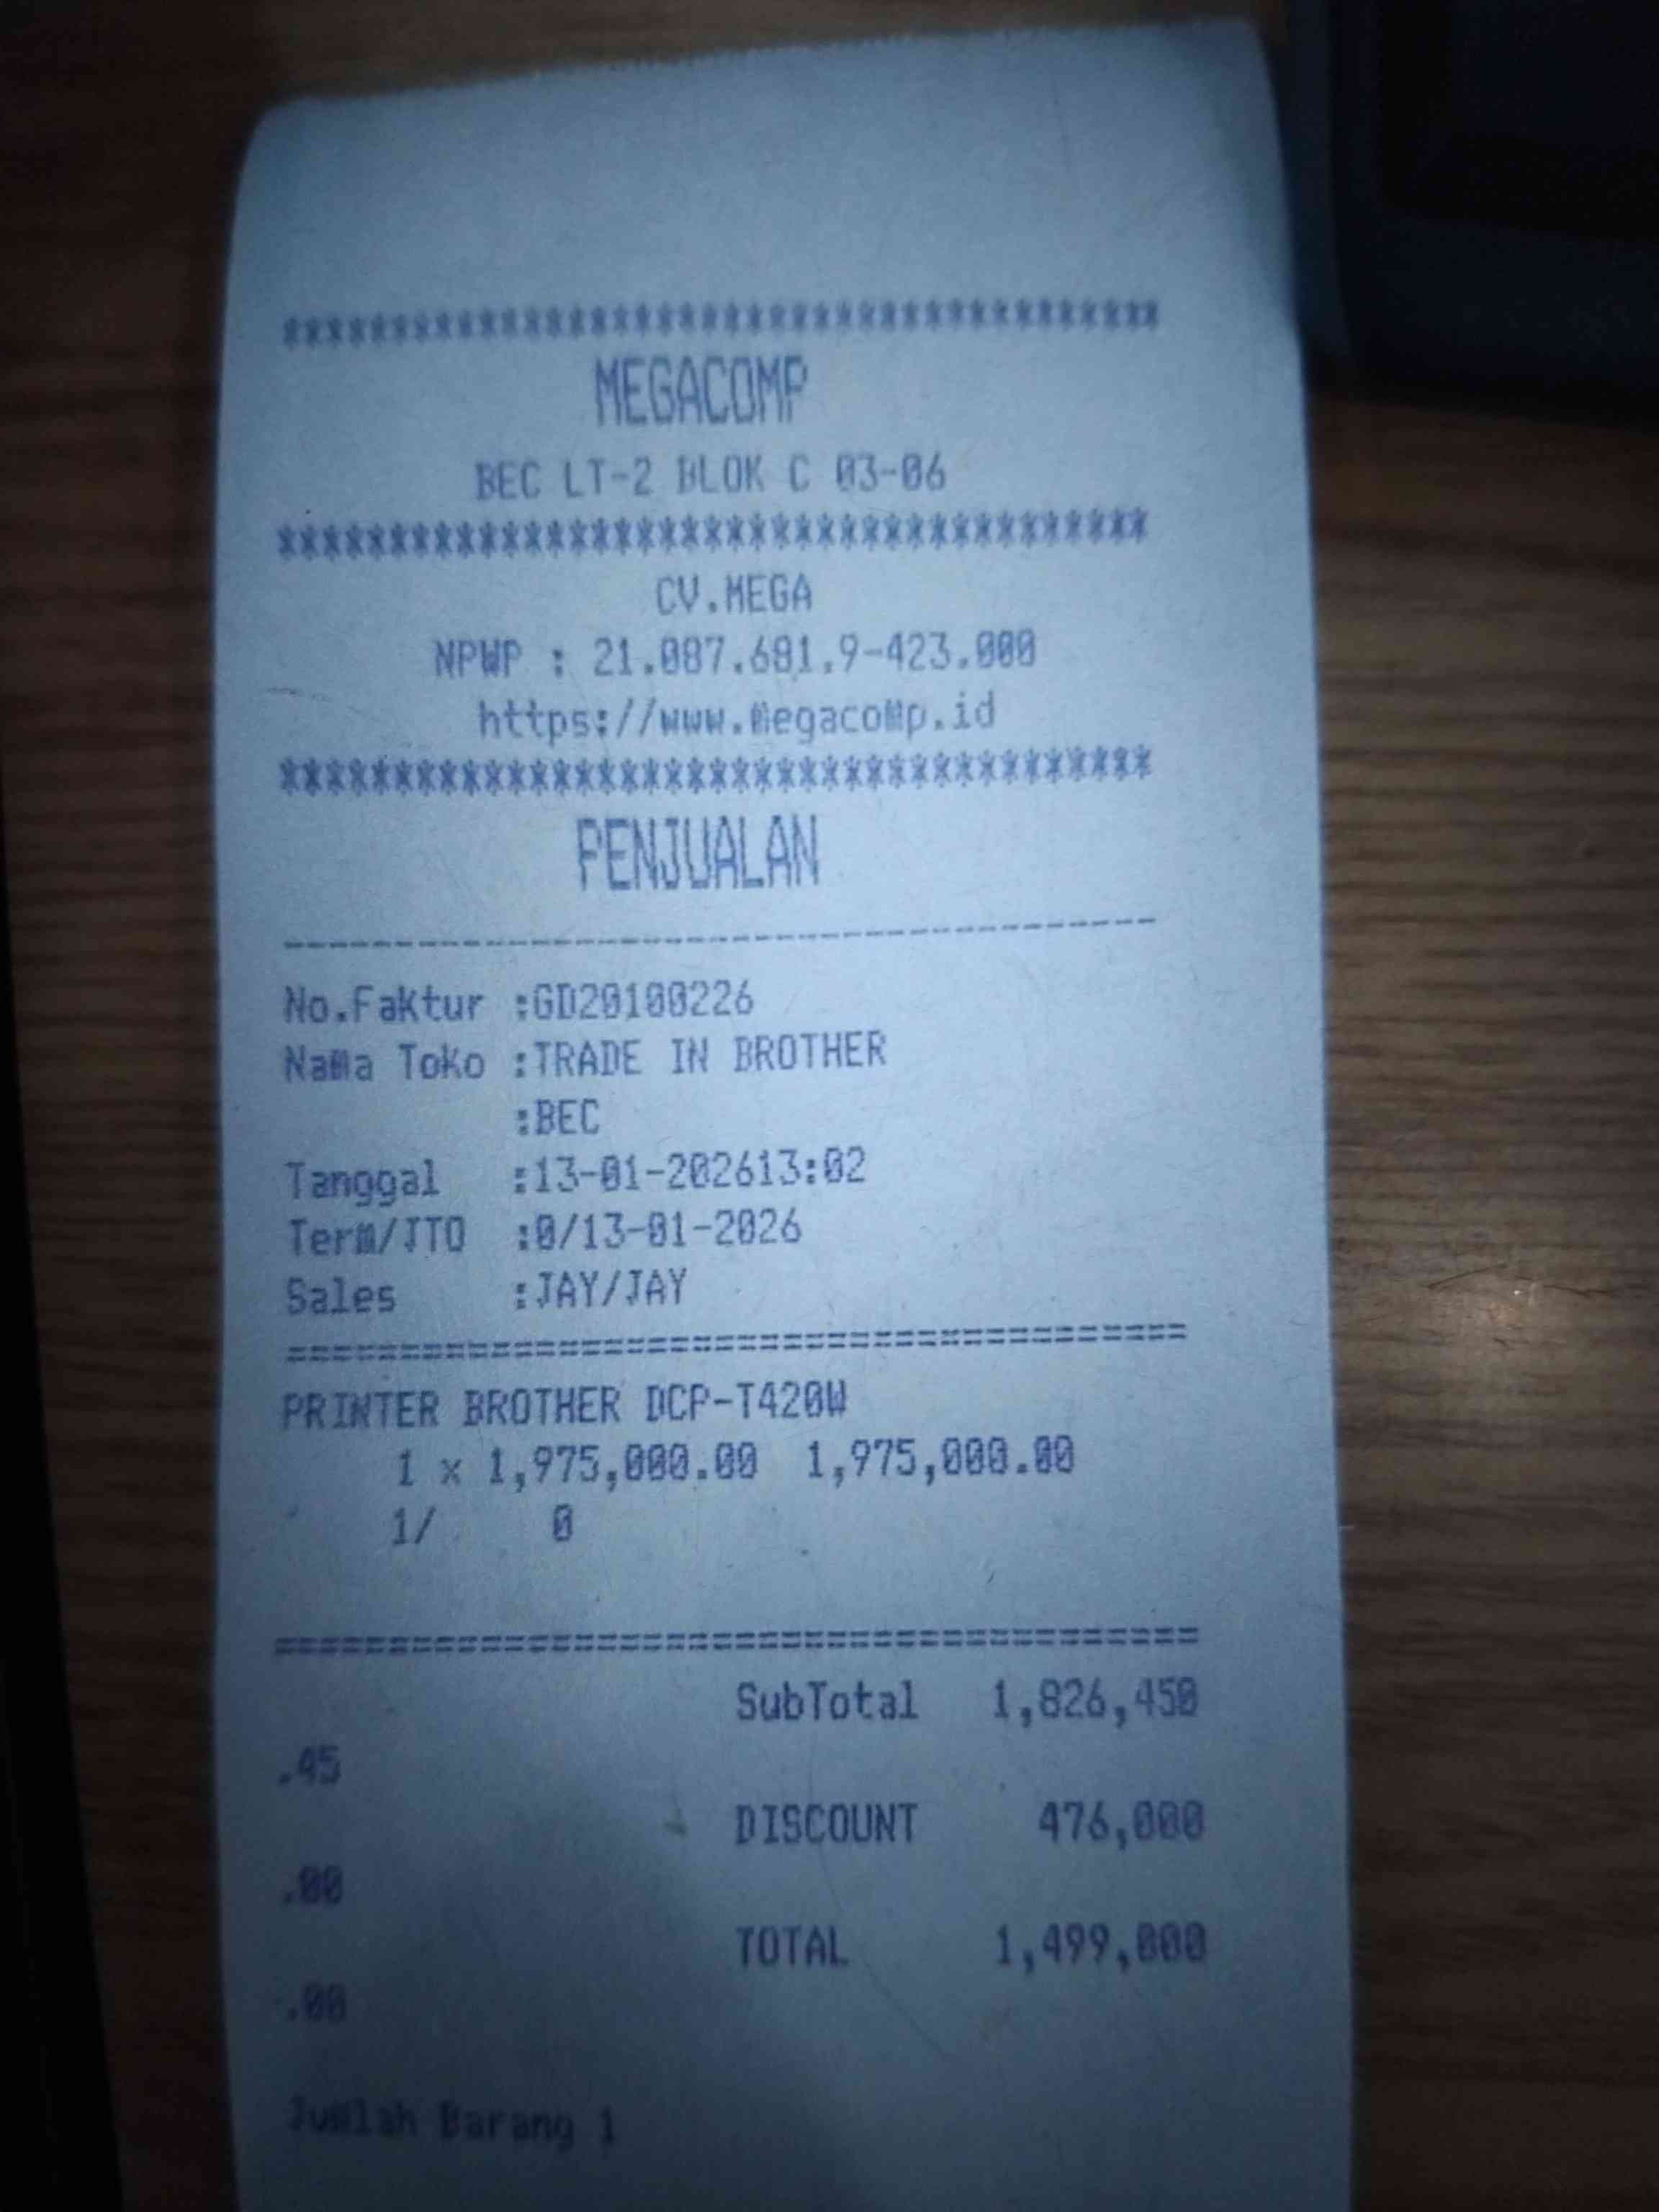 ****************************************
MEGACOMP
BEC LT-2 BLOK C 03-06
****************************************
CV.MEGA
NPWP : 21.087.681.9-423.000
https://www.megacomp.id
****************************************
PENJUALAN
----------------------------------------
No.Faktur :GD20100226
Nama Toko :TRADE IN BROTHER
:BEC
Tanggal :13-01-202613:02
Term/JTO :0/13-01-2026
Sales :JAY/JAY
========================================
PRINTER BROTHER DCP-T420W
1 x 1,975,000.00 1,975,000.00
1/ 0
========================================
SubTotal 1,826,450
.45
DISCOUNT 476,000
.00
TOTAL 1,499,000
.00
Jumlah Barang 1